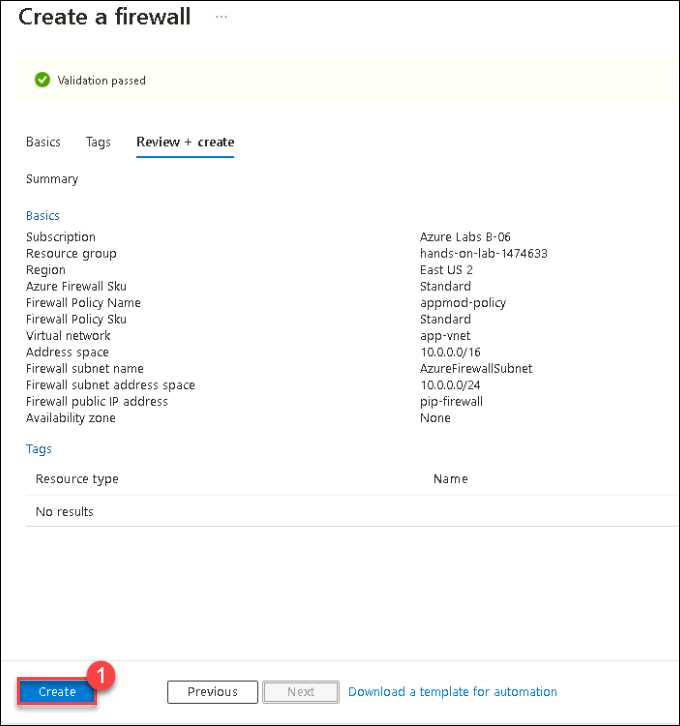 Create a firewall ...
Validation passed
Basics Tags Review + create
Summary
Basics
Subscription Azure Labs B-06
Resource group hands-on-lab-1474633
Region East US 2
Azure Firewall Sku Standard
Firewall Policy Name appmod-policy
Firewall Policy Sku Standard
Virtual network app-vnet
Address space 10.0.0.0/16
Firewall subnet name AzureFirewallSubnet
Firewall subnet address space 10.0.0.0/24
Firewall public IP address pip-firewall
Availability zone None
Tags
Resource type Name
No results
1
Create Previous Next Download a template for automation